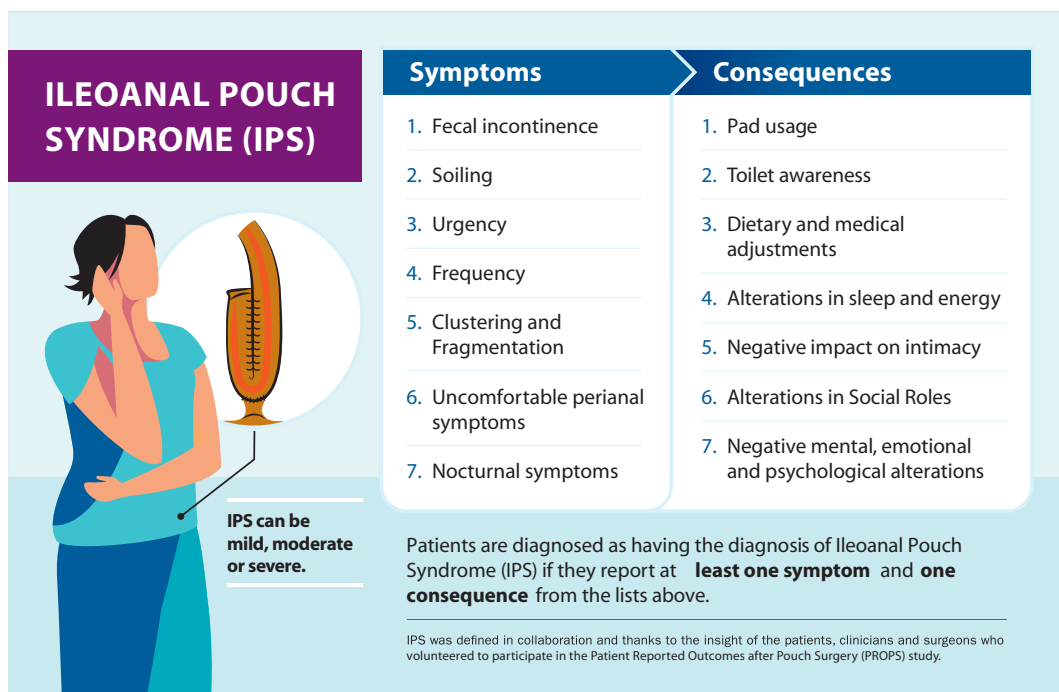 ILEOANAL POUCH
SYNDROME (IPS)
Symptoms
1. Fecal incontinence
2. Soiling
3. Urgency
4. Frequency
5. Clustering and
Fragmentation
6. Uncomfortable perianal
symptoms
7. Nocturnal symptoms
Consequences
1. Pad usage
2. Toilet awareness
3. Dietary and medical
adjustments
4. Alterations in sleep and energy
5. Negative impact on intimacy
6. Alterations in Social Roles
7. Negative mental, emotional
and psychological alterations
IPS can be
mild, moderate
or severe.
Patients are diagnosed as having the diagnosis of Ileoanal Pouch
Syndrome (IPS) if they report at least one symptom and one
consequence from the lists above.
IPS was defined in collaboration and thanks to the insight of the patients, clinicians and surgeons who
volunteered to participate in the Patient Reported Outcomes after Pouch Surgery (PROPS) study.